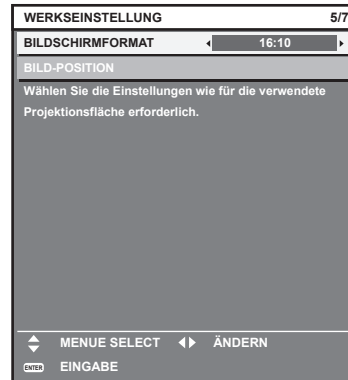 WERKSEINSTELLUNG 5/7
BILDSCHIRMFORMAT 16:10
BILD-POSITION
Wählen Sie die Einstellungen wie für die verwendete
Projektionsfläche erforderlich.
MENUE SELECT ÄNDERN
ENTER EINGABE